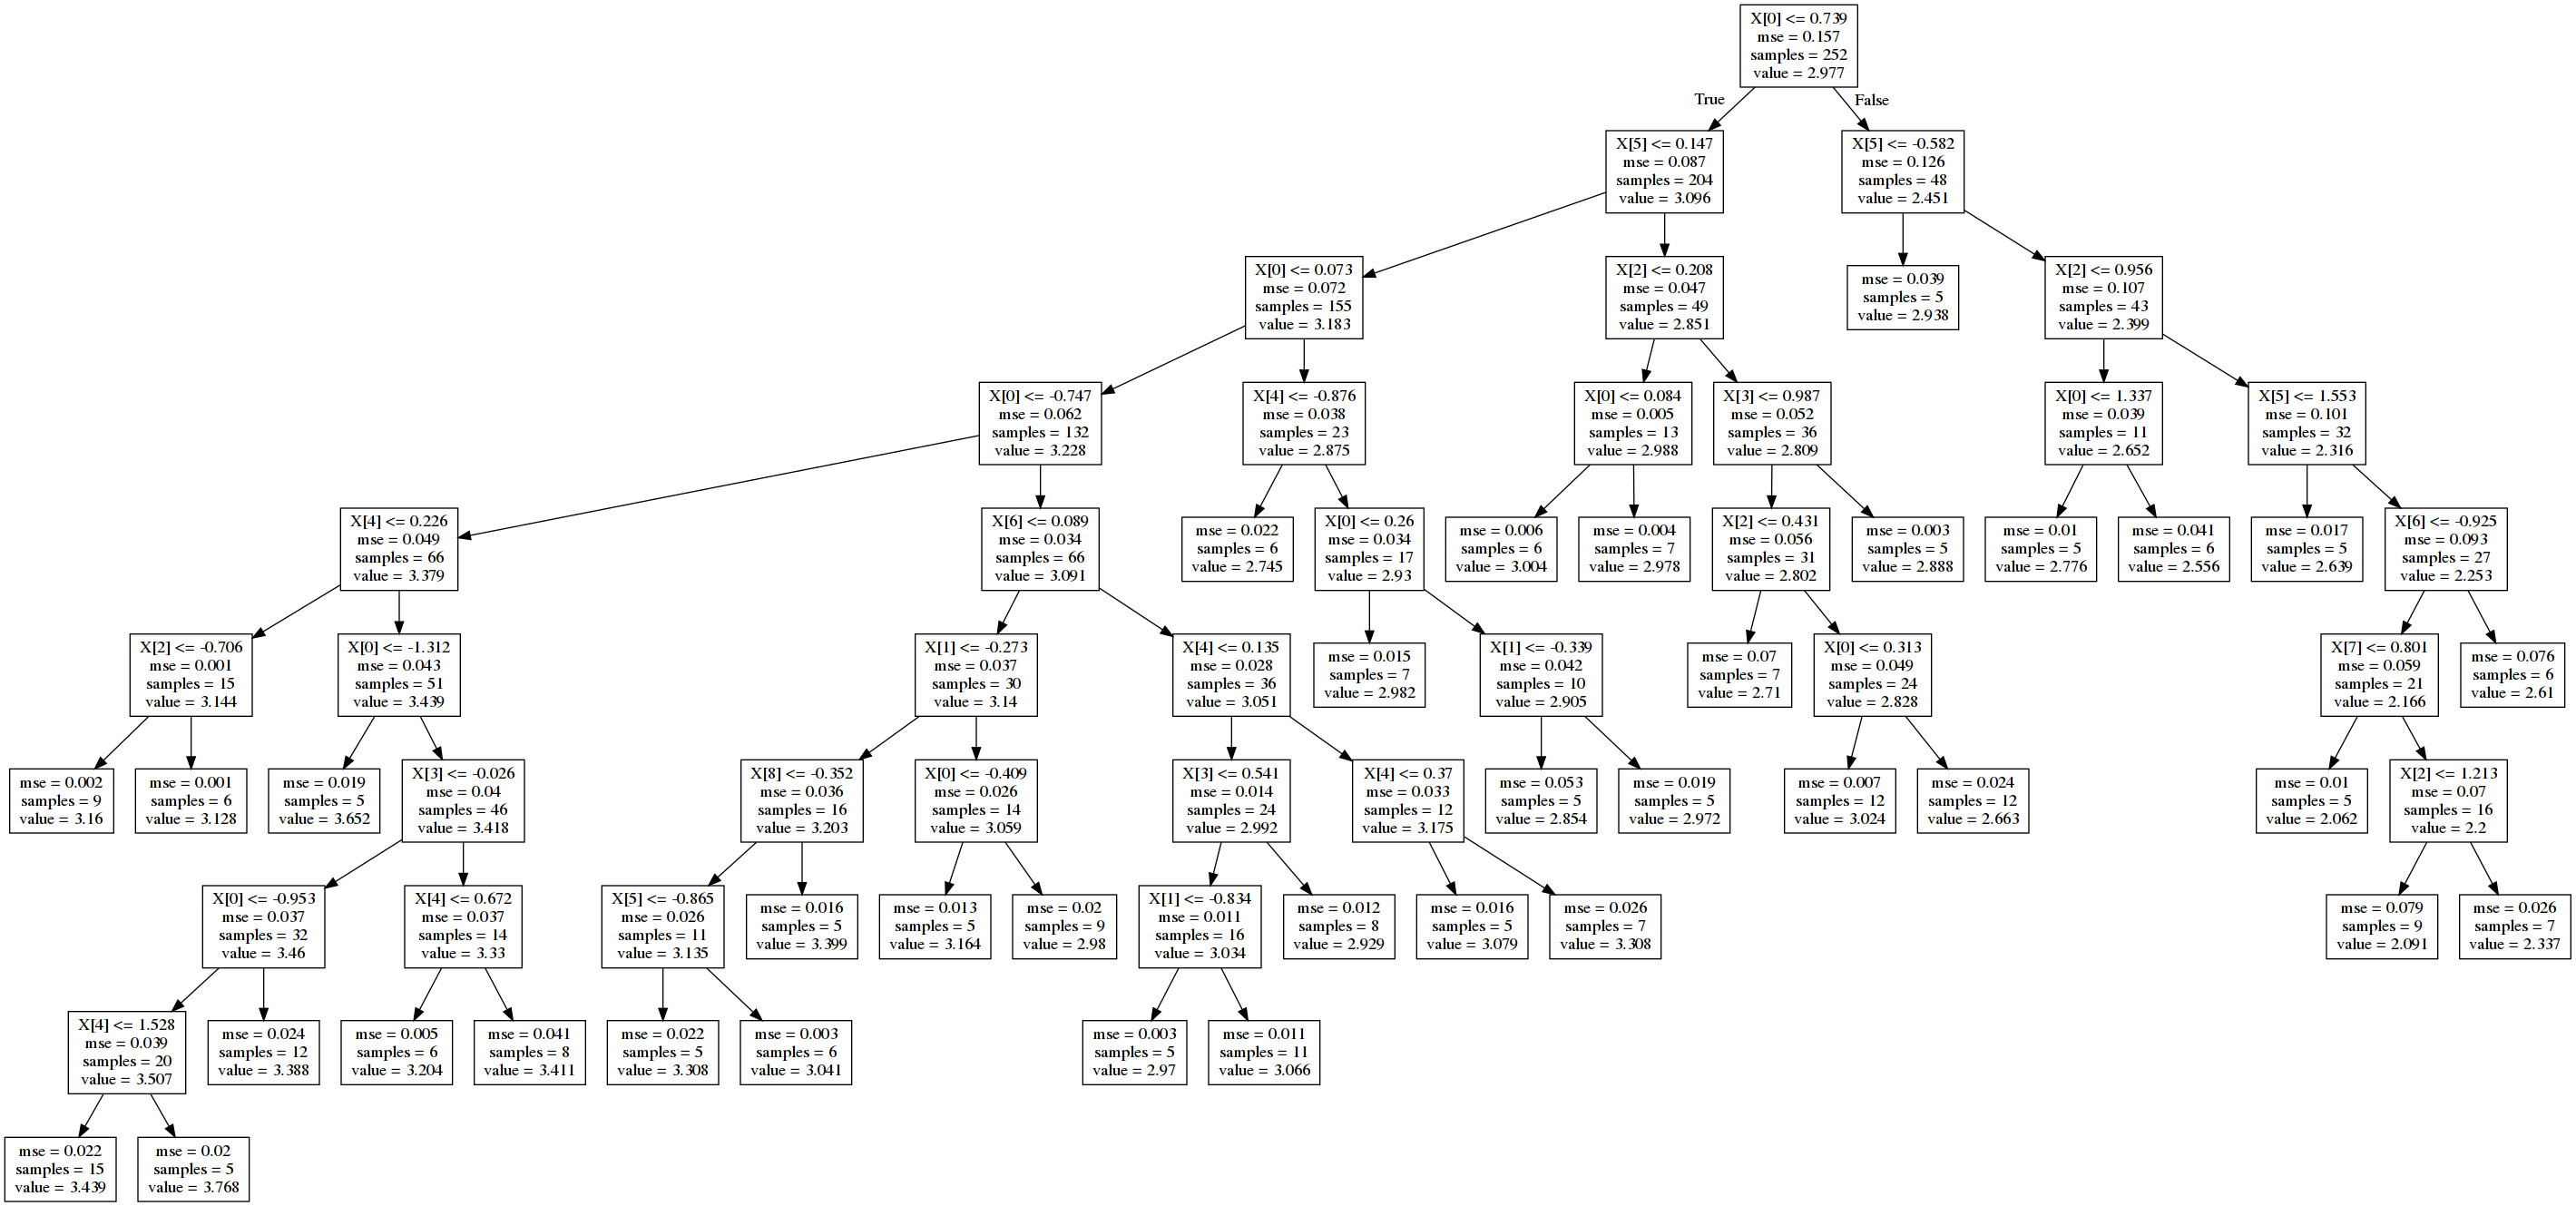 X[0] <= 0.739
mse = 0.157
samples = 252
value = 2.977
True
False
X[5] <= 0.147
mse = 0.087
samples = 204
value = 3.096
X[5] <= -0.582
mse = 0.126
samples = 48
value = 2.451
X[0] <= 0.073
mse = 0.072
samples = 155
value = 3.183
X[2] <= 0.208
mse = 0.047
samples = 49
value = 2.851
mse = 0.039
samples = 5
value = 2.938
X[2] <= 0.956
mse = 0.107
samples = 43
value = 2.399
X[0] <= -0.747
mse = 0.062
samples = 132
value = 3.228
X[4] <= -0.876
mse = 0.038
samples = 23
value = 2.875
X[0] <= 0.084
mse = 0.005
samples = 13
value = 2.988
X[3] <= 0.987
mse = 0.052
samples = 36
value = 2.809
X[0] <= 1.337
mse = 0.039
samples = 11
value = 2.652
X[5] <= 1.553
mse = 0.101
samples = 32
value = 2.316
X[4] <= 0.226
mse = 0.049
samples = 66
value = 3.379
X[6] <= 0.089
mse = 0.034
samples = 66
value = 3.091
mse = 0.022
samples = 6
value = 2.745
X[0] <= 0.26
mse = 0.034
samples = 17
value = 2.93
mse = 0.006
samples = 6
value = 3.004
mse = 0.004
samples = 7
value = 2.978
X[2] <= 0.431
mse = 0.056
samples = 31
value = 2.802
mse = 0.003
samples = 5
value = 2.888
mse = 0.01
samples = 5
value = 2.776
mse = 0.041
samples = 6
value = 2.556
mse = 0.017
samples = 5
value = 2.639
X[6] <= -0.925
mse = 0.093
samples = 27
value = 2.253
X[2] <= -0.706
mse = 0.001
samples = 15
value = 3.144
X[0] <= -1.312
mse = 0.043
samples = 51
value = 3.439
X[1] <= -0.273
mse = 0.037
samples = 30
value = 3.14
X[4] <= 0.135
mse = 0.028
samples = 36
value = 3.051
mse = 0.015
samples = 7
value = 2.982
X[1] <= -0.339
mse = 0.042
samples = 10
value = 2.905
mse = 0.07
samples = 7
value = 2.71
X[0] <= 0.313
mse = 0.049
samples = 24
value = 2.828
X[7] <= 0.801
mse = 0.059
samples = 21
value = 2.166
mse = 0.076
samples = 6
value = 2.61
mse = 0.002
samples = 9
value = 3.16
mse = 0.001
samples = 6
value = 3.128
mse = 0.019
samples = 5
value = 3.652
X[3] <= -0.026
mse = 0.04
samples = 46
value = 3.418
X[8] <= -0.352
mse = 0.036
samples = 16
value = 3.203
X[0] <= -0.409
mse = 0.026
samples = 14
value = 3.059
X[3] <= 0.541
mse = 0.014
samples = 24
value = 2.992
X[4] <= 0.37
mse = 0.033
samples = 12
value = 3.175
mse = 0.053
samples = 5
value = 2.854
mse = 0.019
samples = 5
value = 2.972
mse = 0.007
samples = 12
value = 3.024
mse = 0.024
samples = 12
value = 2.663
mse = 0.01
samples = 5
value = 2.062
X[2] <= 1.213
mse = 0.07
samples = 16
value = 2.2
X[0] <= -0.953
mse = 0.037
samples = 32
value = 3.46
X[4] <= 0.672
mse = 0.037
samples = 14
value = 3.33
X[5] <= -0.865
mse = 0.026
samples = 11
value = 3.135
mse = 0.016
samples = 5
value = 3.399
mse = 0.013
samples = 5
value = 3.164
mse = 0.02
samples = 9
value = 2.98
X[1] <= -0.834
mse = 0.011
samples = 16
value = 3.034
mse = 0.012
samples = 8
value = 2.929
mse = 0.016
samples = 5
value = 3.079
mse = 0.026
samples = 7
value = 3.308
mse = 0.079
samples = 9
value = 2.091
mse = 0.026
samples = 7
value = 2.337
X[4] <= 1.528
mse = 0.039
samples = 20
value = 3.507
mse = 0.024
samples = 12
value = 3.388
mse = 0.005
samples = 6
value = 3.204
mse = 0.041
samples = 8
value = 3.411
mse = 0.022
samples = 5
value = 3.308
mse = 0.003
samples = 6
value = 3.041
mse = 0.003
samples = 5
value = 2.97
mse = 0.011
samples = 11
value = 3.066
mse = 0.022
samples = 15
value = 3.439
mse = 0.02
samples = 5
value = 3.768